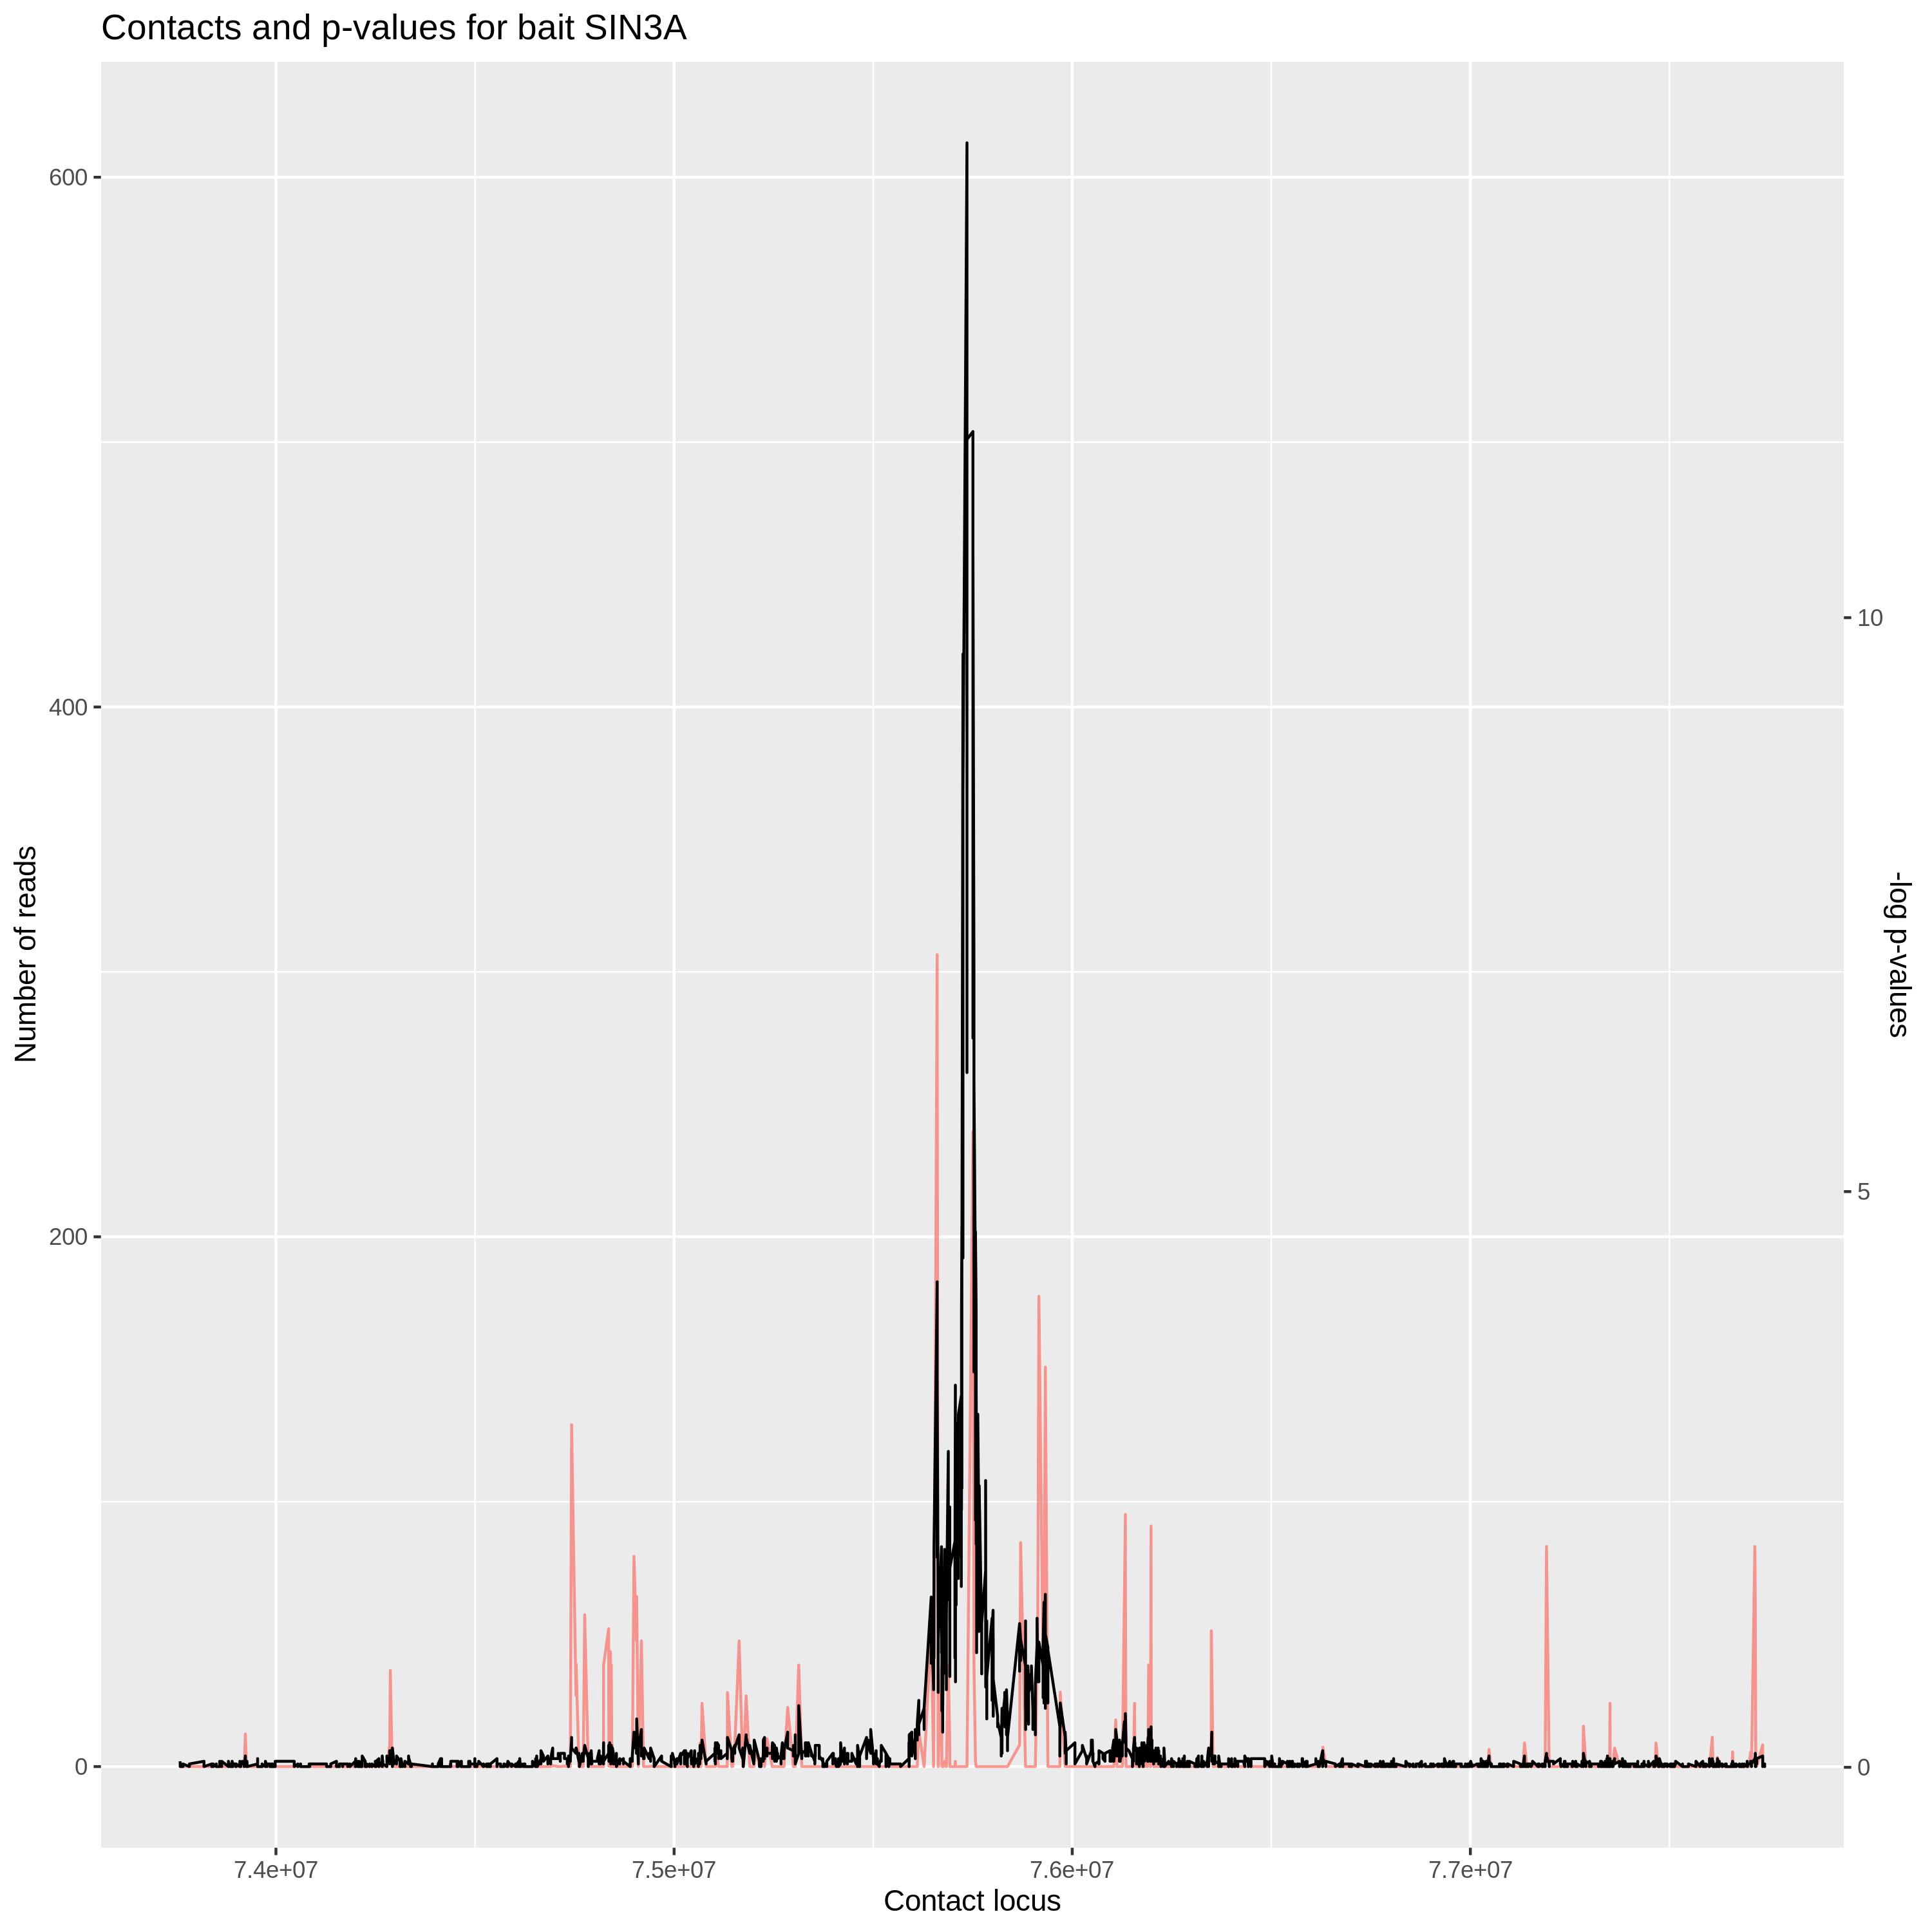 Contacts and p-values for bait SIN3A
600
400
200
0
Number of reads
10
5
0
-log p-values
7.4e+07
7.5e+07
7.6e+07
7.7e+07
Contact locus